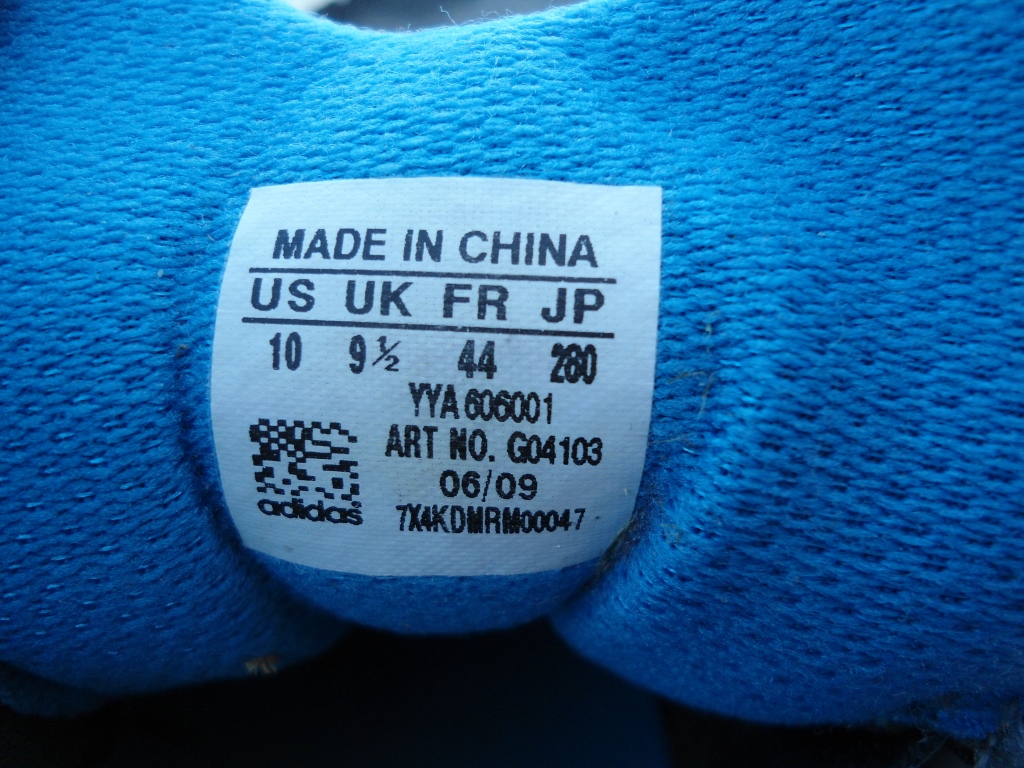 MADE IN CHINA
US UK FR JP
10 9½ 44 280
YYA 606001
ART NO. G04103
06/09
adidas® 7X4KDMRM00047